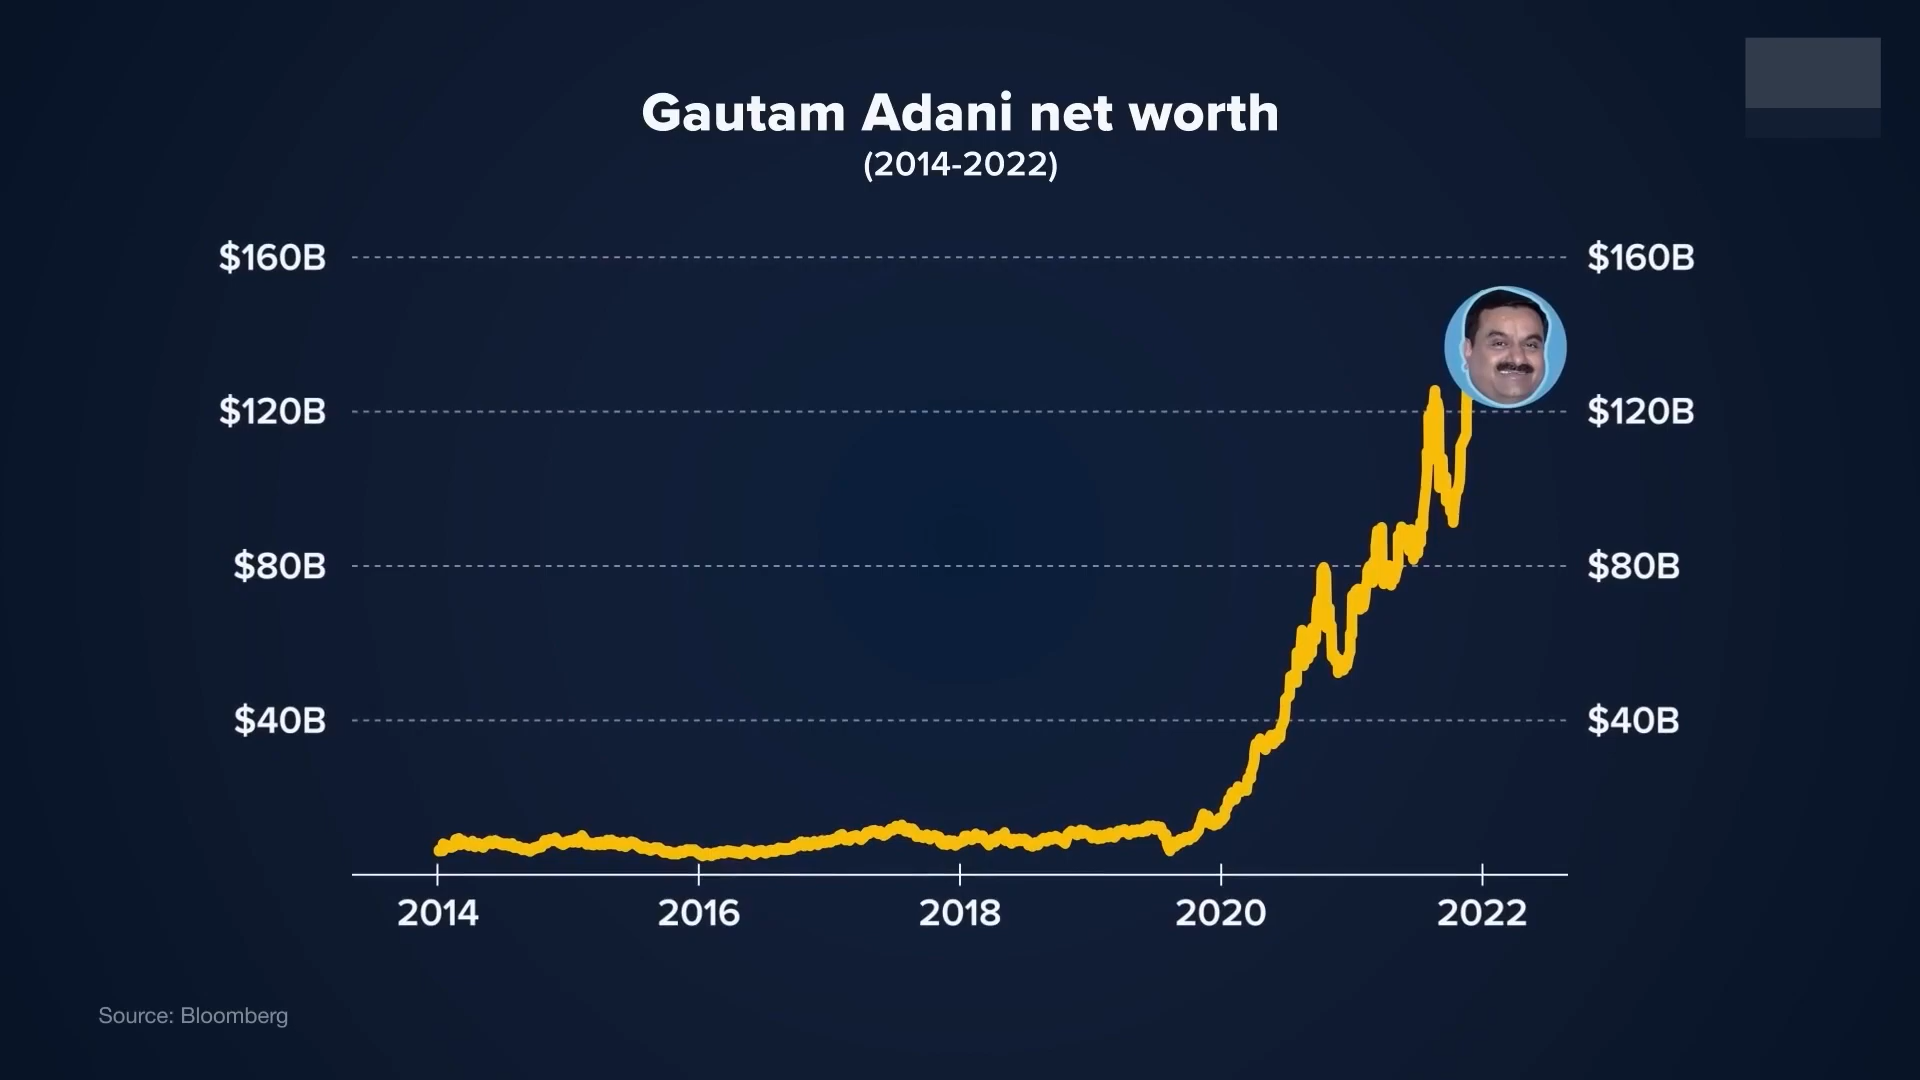 Gautam Adani net worth
(2014-2022)
$160B $160B
$120B $120B
$80B $80B
$40B $40B
2014 2016 2018 2020 2022
Source: Bloomberg